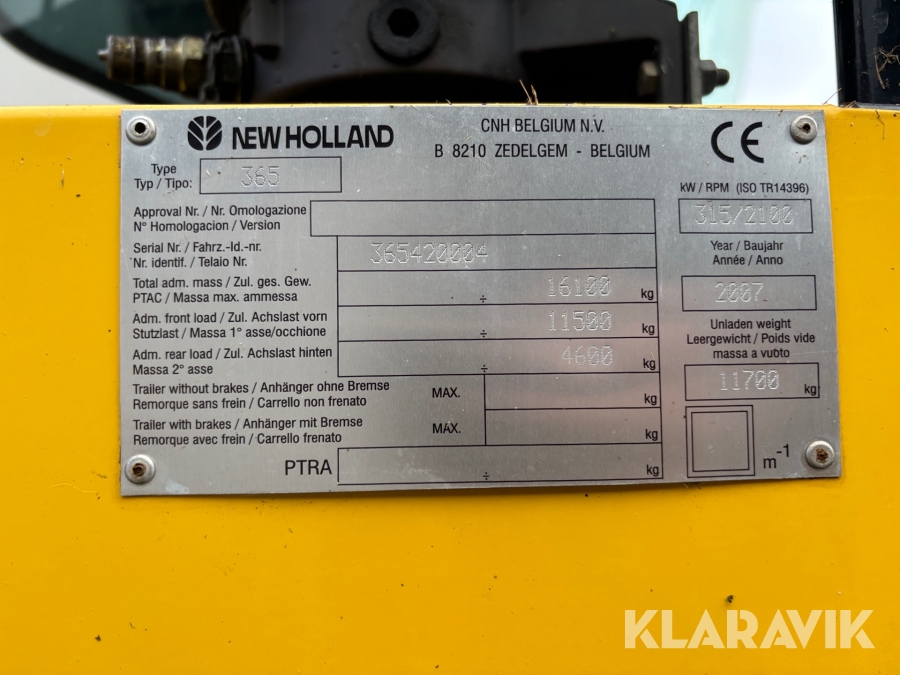 NEW HOLLAND
CNH BELGIUM N.V.
B 8210 ZEDELGEM - BELGIUM
CE
Type
Typ / Tipo: 365
kW / RPM (ISO TR14396)
315/2100
Approval Nr. / Nr. Omologazione
N° Homologacion / Version
Serial Nr. / Fahrz.-Id.-nr.
Nr. identif. / Telaio Nr. 365420004
Year / Baujahr
Année / Anno
2007
Total adm. mass / Zul. ges. Gew.
PTAC / Massa max. ammessa ÷ 16100 kg
Adm. front load / Zul. Achslast vorn
Stutzlast / Massa 1° asse/occhione ÷ 11500 kg
Unladen weight
Leergewicht / Poids vide
massa a vubto
11700 kg
Adm. rear load / Zul. Achslast hinten
Massa 2° asse ÷ 4600 kg
Trailer without brakes / Anhänger ohne Bremse
Remorque sans frein / Carrello non frenato MAX. kg
Trailer with brakes / Anhänger mit Bremse
Remorque avec frein / Carrello frenato MAX. kg
PTRA ÷ kg
m-1
KLARAVIK